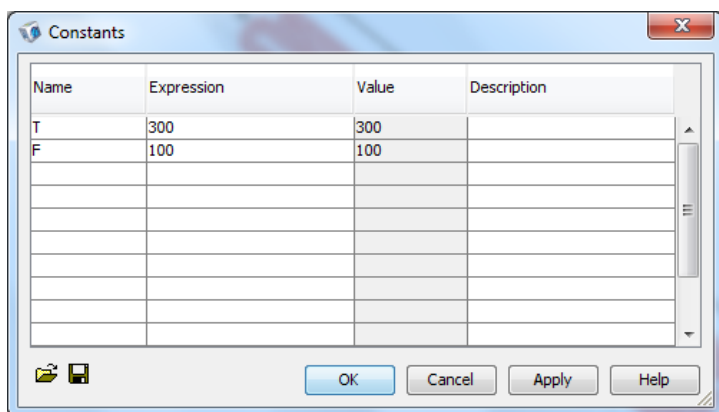 Constants
Name Expression Value Description
T 300 300
F 100 100
OK Cancel Apply Help